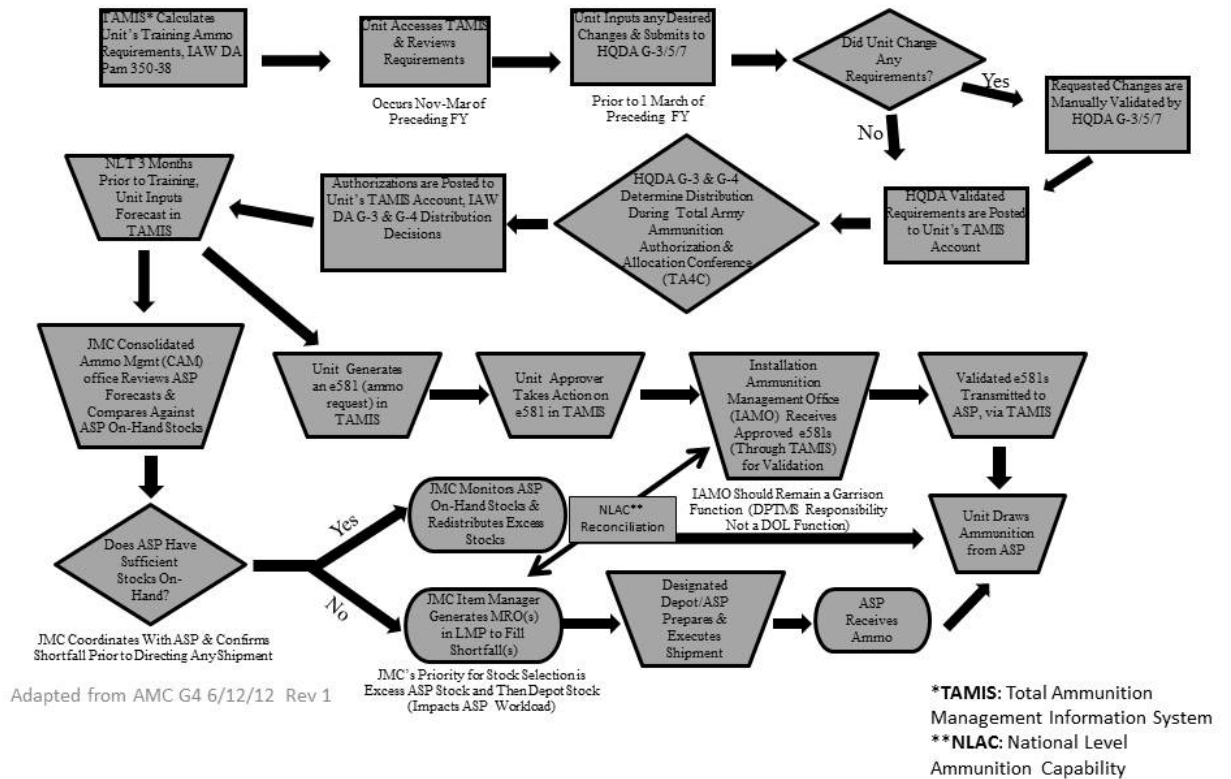 TAMIS* Calculates
Unit's Training Ammo
Requirements, IAW DA
Pam 350-38
Unit Accesses TAMIS
& Reviews
Requirements
Occurs Nov-Mar of
Preceding FY
Unit Inputs any Desired
Changes & Submits to
HQDA G-3/5/7
Prior to 1 March of
Preceding FY
Did Unit Change
Any
Requirements?
Yes
No
Requested Changes are
Manually Validated by
HQDA G-3/5/7
HQDA Validated
Requirements are Posted
to Unit's TAMIS
Account
HQDA G-3 & G-4
Determine Distribution
During Total Army
Ammunition
Authorization &
Allocation Conference
(TA4C)
Authorizations are Posted to
Unit's TAMIS Account, IAW
DA G-3 & G-4 Distribution
Decisions
NLT 3 Months
Prior to Training,
Unit Inputs
Forecast in
TAMIS
JMC Consolidated
Ammo Mgmt (CAM)
office Reviews ASP
Forecasts &
Compares Against
ASP On-Hand Stocks
Unit Generates
an e581 (ammo
request) in
TAMIS
Unit Approver
Takes Action on
e581 in TAMIS
Installation
Ammunition
Management Office
(IAMO) Receives
Approved e581s
(Through TAMIS)
for Validation
IAMO Should Remain a Garrison
Function (DPTMS Responsibility
Not a DOL Function)
Validated e581s
Transmitted to
ASP, via TAMIS
Does ASP Have
Sufficient
Stocks On-
Hand?
JMC Coordinates With ASP & Confirms
Shortfall Prior to Directing Any Shipment
Yes
No
JMC Monitors ASP
On-Hand Stocks &
Redistributes Excess
Stocks
NLAC**
Reconciliation
Unit Draws
Ammunition
from ASP
JMC Item Manager
Generates MRO(s)
in LMP to Fill
Shortfall(s)
JMC's Priority for Stock Selection is
Excess ASP Stock and Then Depot Stock
(Impacts ASP Workload)
Designated
Depot/ASP
Prepares &
Executes
Shipment
ASP
Receives
Ammo
Adapted from AMC G4 6/12/12 Rev 1
*TAMIS: Total Ammunition
Management Information System
**NLAC: National Level
Ammunition Capability